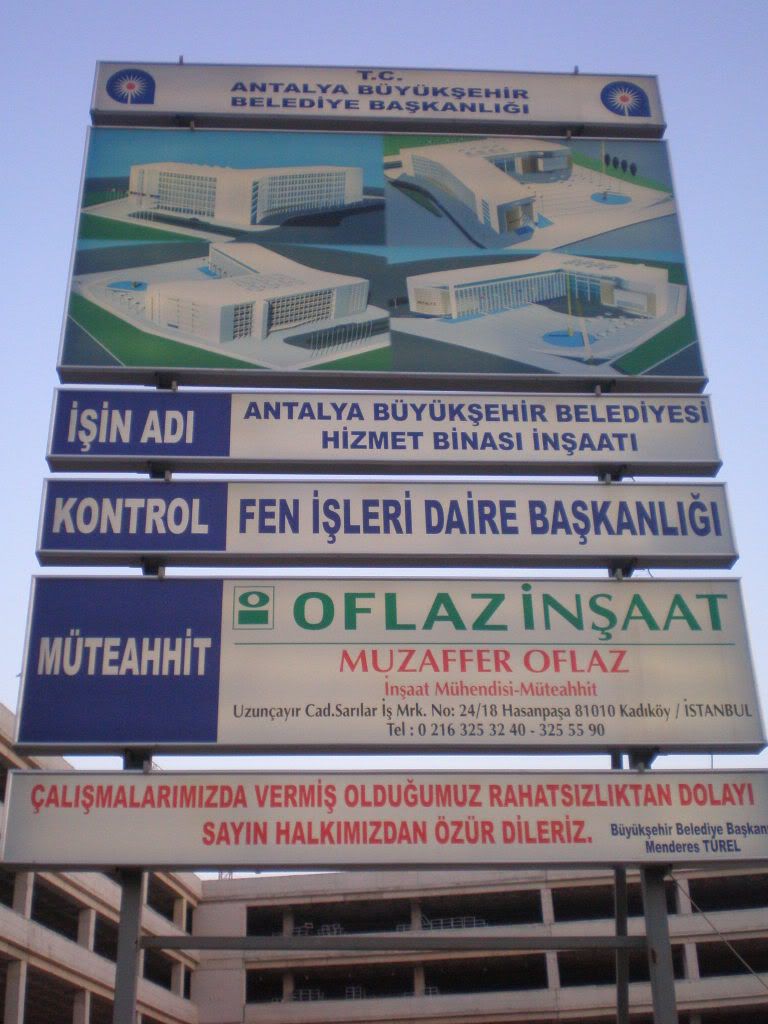 T.C.
ANTALYA BÜYÜKŞEHİR
BELEDİYE BAŞKANLIĞI
İŞİN ADI
ANTALYA BÜYÜKŞEHİR BELEDİYESİ
HİZMET BİNASI İNŞAATI
KONTROL
FEN İŞLERİ DAİRE BAŞKANLIĞI
MÜTEAHHİT
OFLAZ İNŞAAT
MUZAFFER OFLAZ
İnşaat Mühendisi-Müteahhit
Uzunçayır Cad.Sarılar İş Mrk. No: 24/18 Hasanpaşa 81010 Kadıköy / İSTANBUL
Tel : 0 216 325 32 40 - 325 55 90
ÇALIŞMALARIMIZDA VERMİŞ OLDUĞUMUZ RAHATSIZLIKTAN DOLAYI
SAYIN HALKIMIZDAN ÖZÜR DİLERİZ.
Büyükşehir Belediye Başkanı
Menderes TÜREL